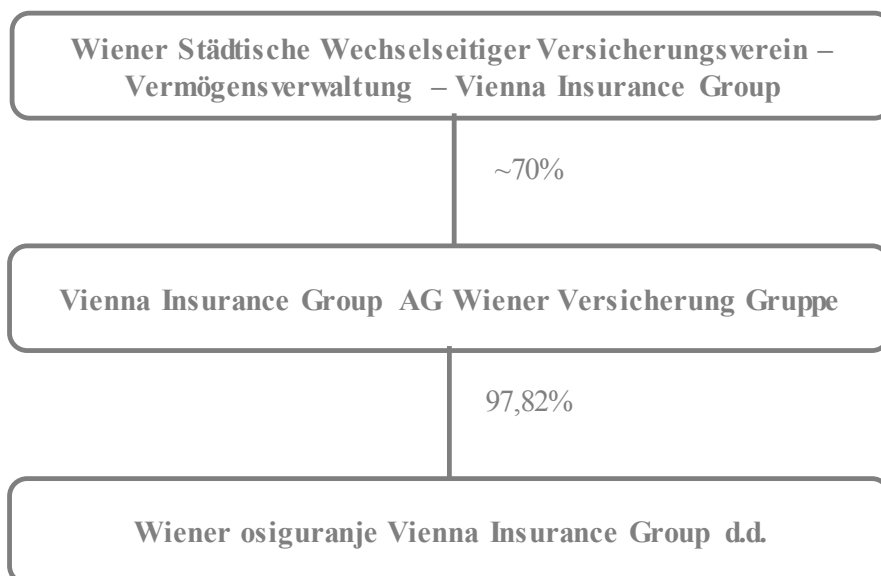 Wiener Städtische Wechselseitiger Versicherungsverein –
Vermögensverwaltung – Vienna Insurance Group
~70%
Vienna Insurance Group AG Wiener Versicherung Gruppe
97,82%
Wiener osiguranje Vienna Insurance Group d.d.